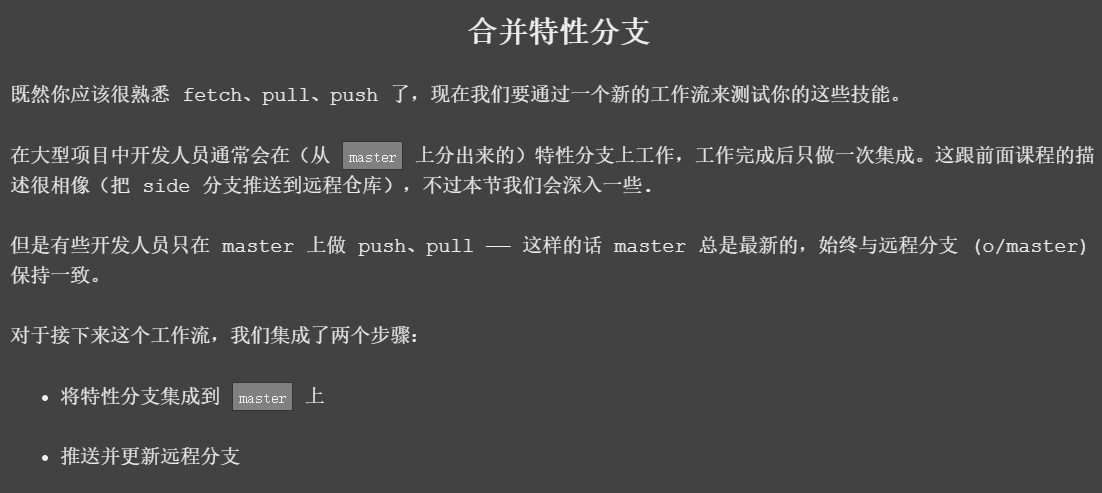 合并特性分支
既然你应该很熟悉 fetch、pull、push 了，现在我们要通过一个新的工作流来测试你的这些技能。
在大型项目中开发人员通常会在（从 master 上分出来的）特性分支上工作，工作完成后只做一次集成。这跟前面课程的描
述很相像（把 side 分支推送到远程仓库），不过本节我们会深入一些.
但是有些开发人员只在 master 上做 push、pull —— 这样的话 master 总是最新的，始终与远程分支 (o/master)
保持一致。
对于接下来这个工作流，我们集成了两个步骤：
• 将特性分支集成到 master 上
• 推送并更新远程分支